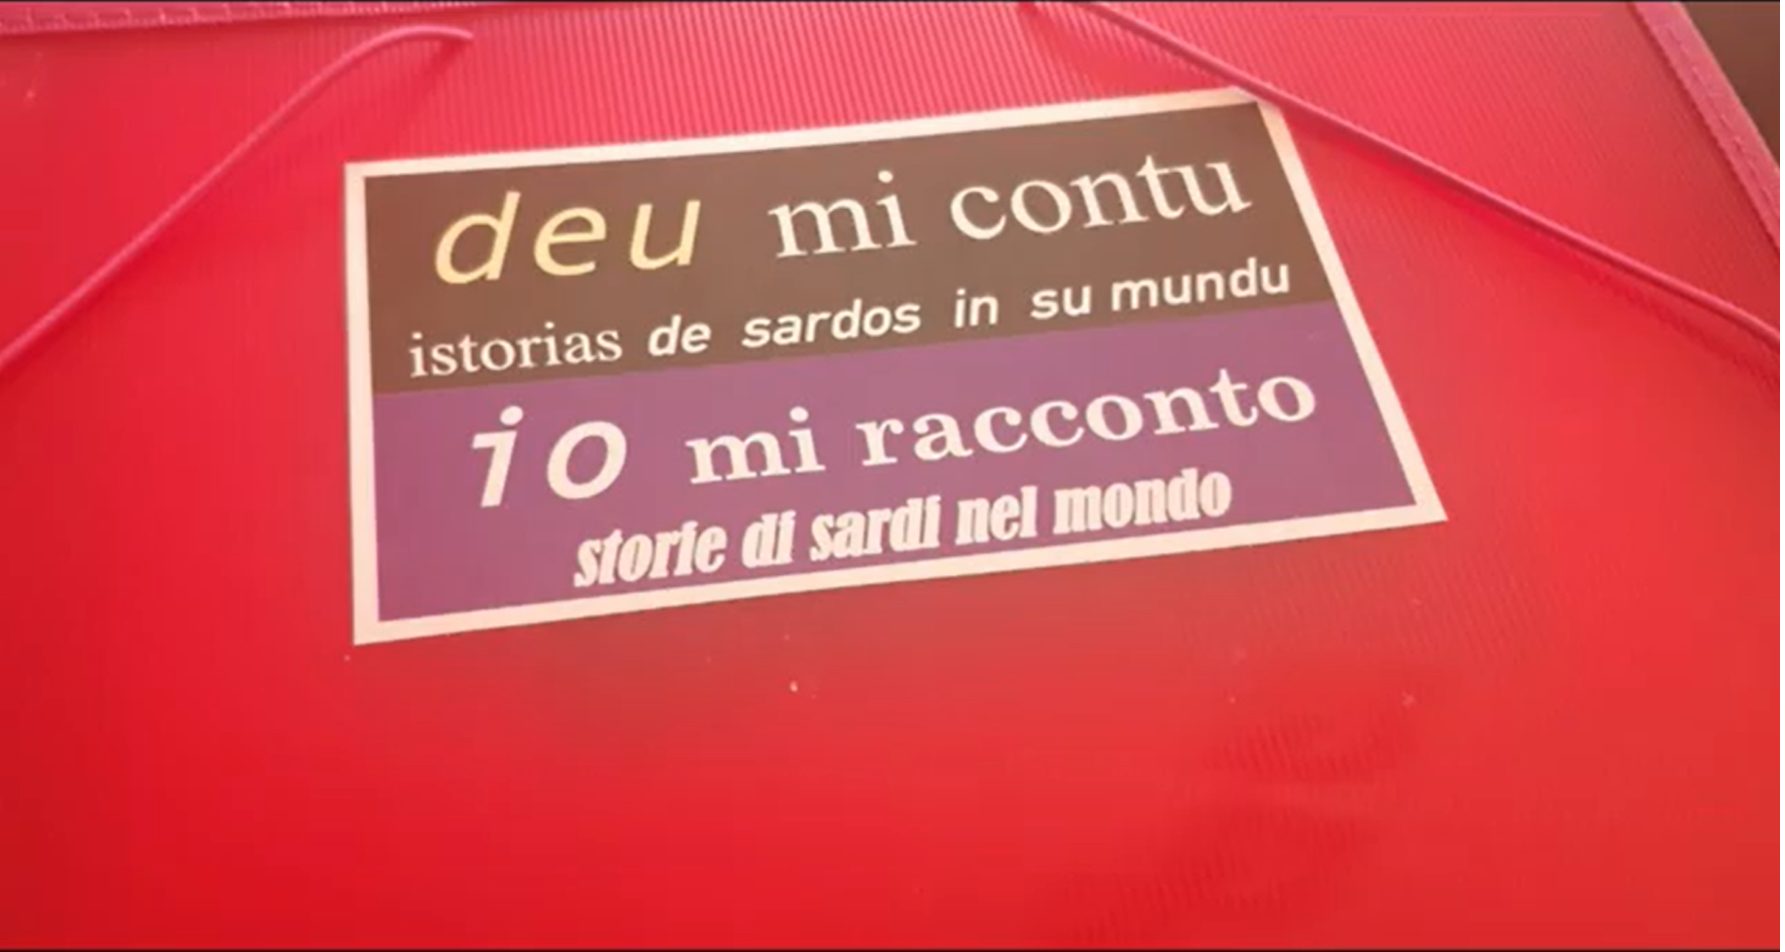 deu mi contu
istorias de sardos in su mundu
io mi racconto
storie di sardi nel mondo